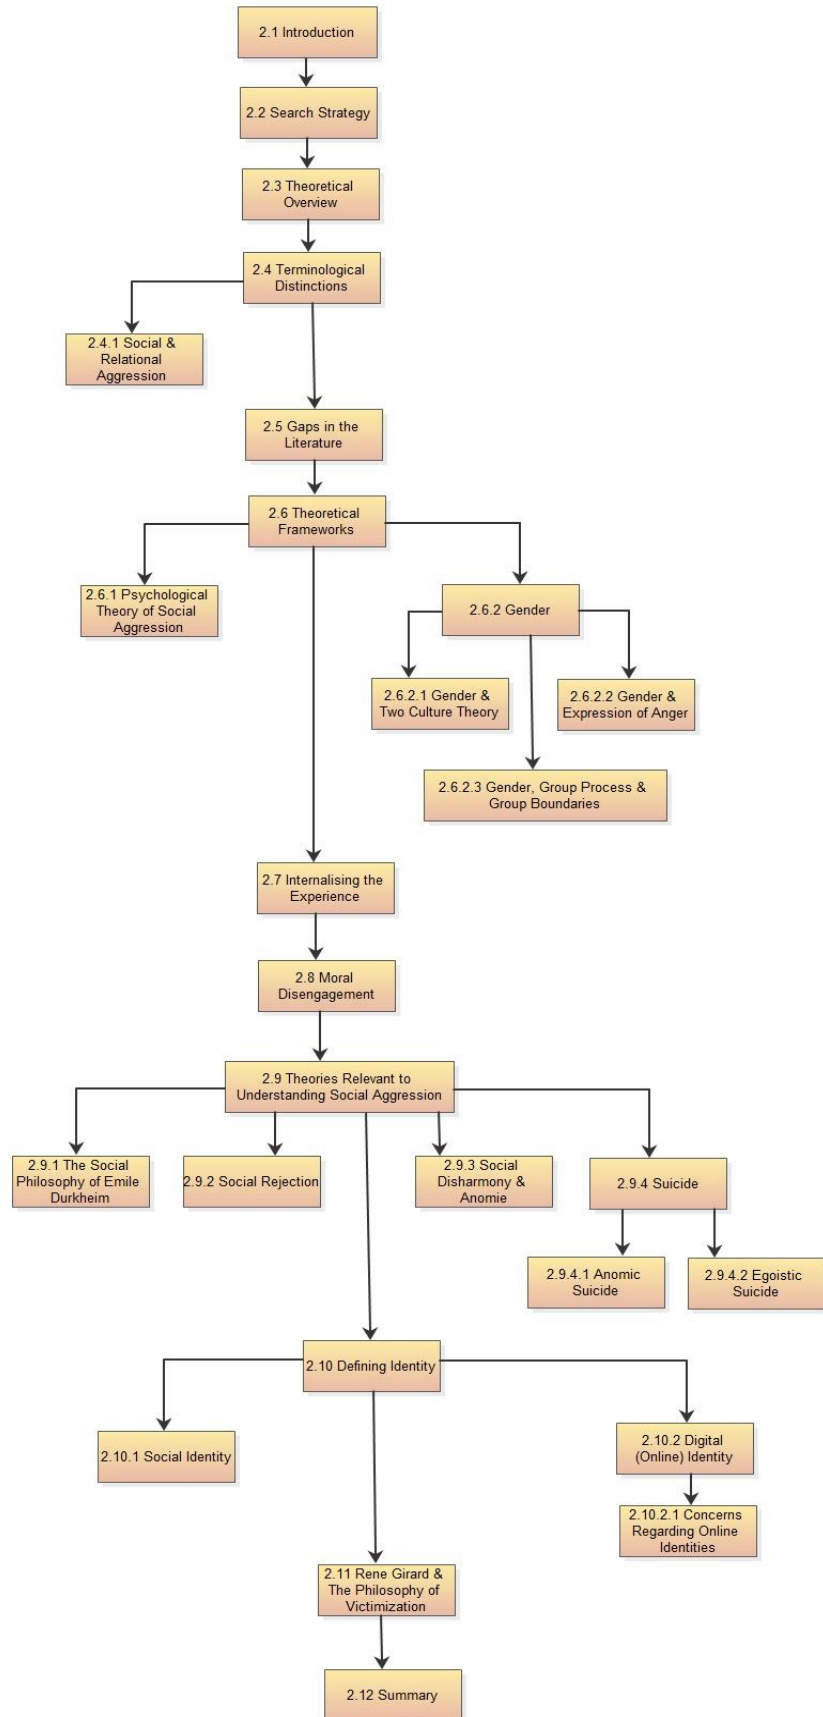 2.1 Introduction
2.2 Search Strategy
2.3 Theoretical
Overview
2.4 Terminological
Distinctions
2.4.1 Social &
Relational
Aggression
2.5 Gaps in the
Literature
2.6 Theoretical
Frameworks
2.6.1 Psychological
Theory of Social
Aggression
2.6.2 Gender
2.6.2.1 Gender &
Two Culture Theory
2.6.2.2 Gender &
Expression of Anger
2.6.2.3 Gender, Group Process &
Group Boundaries
2.7 Internalising the
Experience
2.8 Moral
Disengagement
2.9 Theories Relevant to
Understanding Social Aggression
2.9.1 The Social
Philosophy of Emile
Durkheim
2.9.2 Social Rejection
2.9.3 Social
Disharmony &
Anomie
2.9.4 Suicide
2.9.4.1 Anomic
Suicide
2.9.4.2 Egoistic
Suicide
2.10 Defining Identity
2.10.1 Social Identity
2.10.2 Digital
(Online) Identity
2.10.2.1 Concerns
Regarding Online
Identities
2.11 Rene Girard &
The Philosophy of
Victimization
2.12 Summary